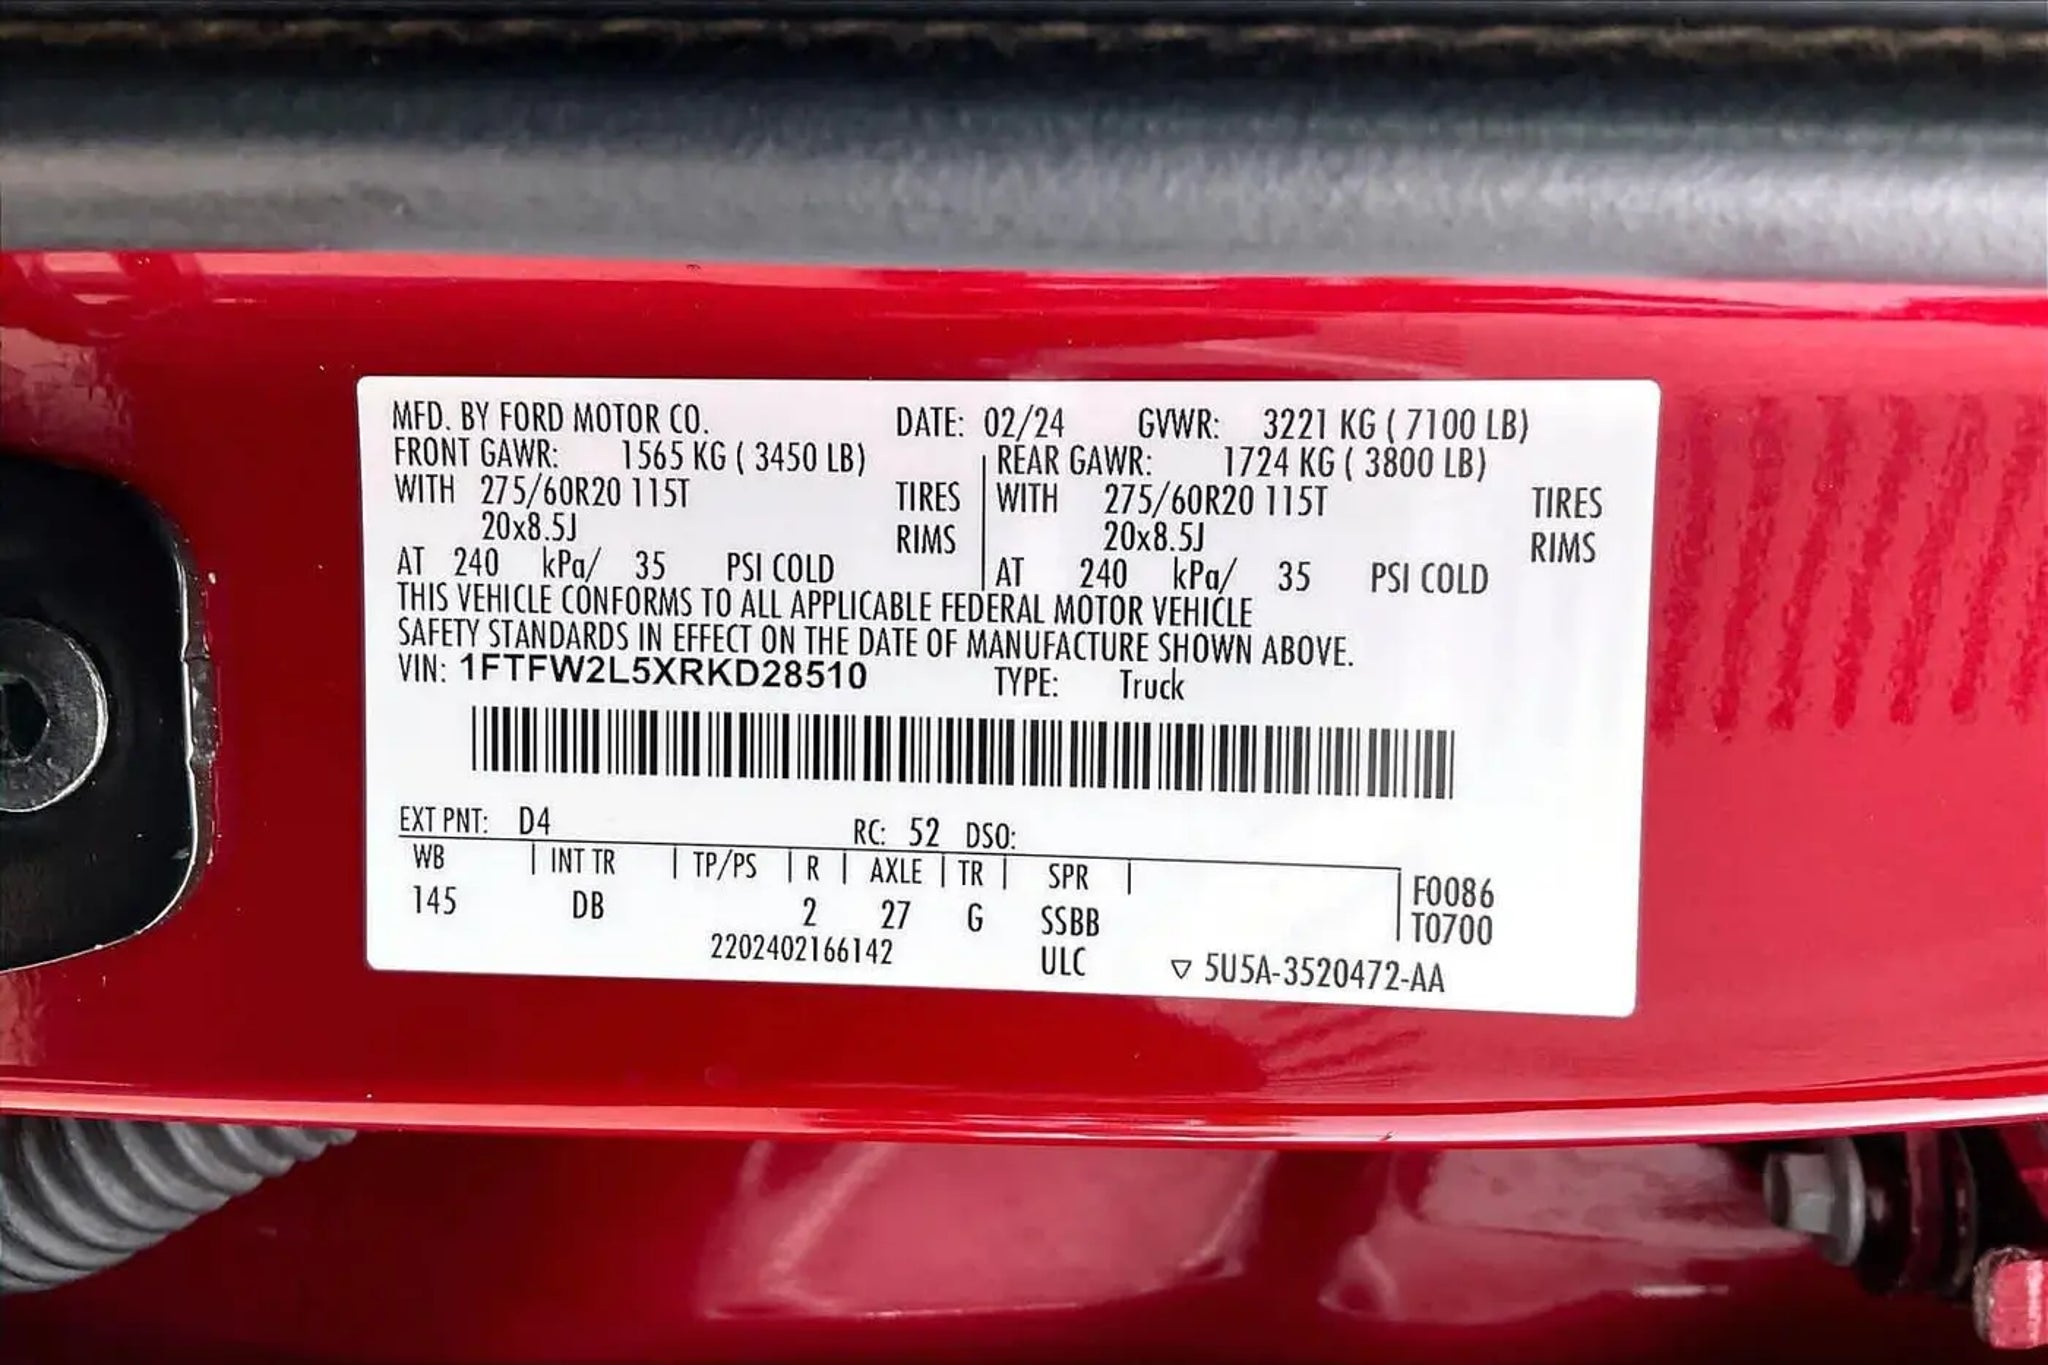 MFD. BY FORD MOTOR CO. DATE: 02/24 GVWR: 3221 KG ( 7100 LB)
FRONT GAWR: 1565 KG ( 3450 LB) REAR GAWR: 1724 KG ( 3800 LB)
WITH 275/60R20 115T TIRES WITH 275/60R20 115T TIRES
20x8.5J RIMS 20x8.5J RIMS
AT 240 kPa/ 35 PSI COLD AT 240 kPa/ 35 PSI COLD
THIS VEHICLE CONFORMS TO ALL APPLICABLE FEDERAL MOTOR VEHICLE
SAFETY STANDARDS IN EFFECT ON THE DATE OF MANUFACTURE SHOWN ABOVE.
VIN: 1FTFW2L5XRKD28510 TYPE: Truck
EXT PNT: D4 RC: 52 DSO:
WB | INT TR | TP/PS | R | AXLE | TR | SPR | F0086
145 DB 2 27 G SSBB T0700
2202402166142 ULC ▽ 5U5A-3520472-AA